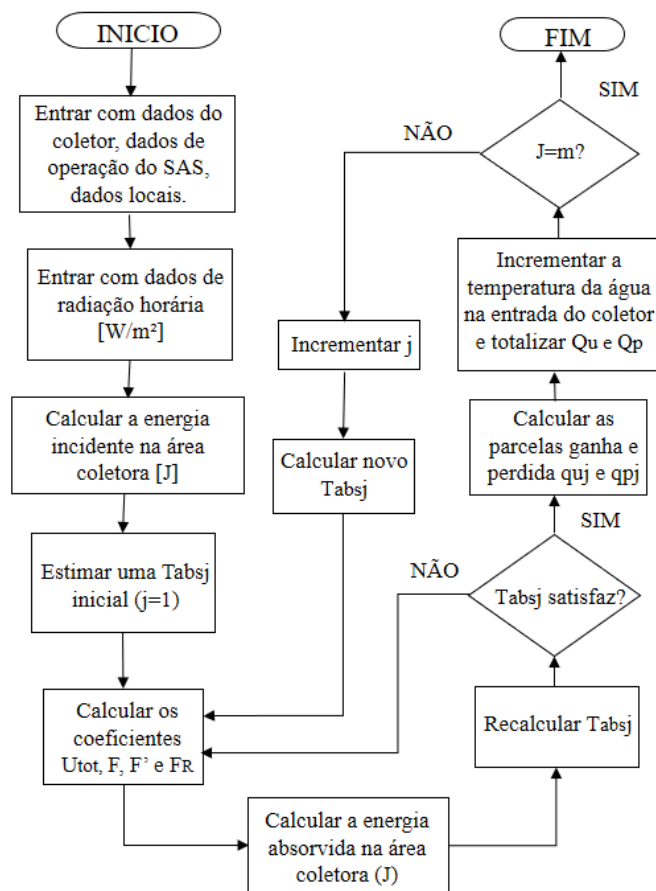 INICIO
Entrar com dados do
coletor, dados de
operação do SAS,
dados locais.
Entrar com dados de
radiação horária
[W/m²]
Calcular a energia
incidente na área
coletora [J]
Estimar uma Tabsj
inicial (j=1)
Calcular os
coeficientes
Utot, F, F’ e FR
Calcular a energia
absorvida na área
coletora (J)
Recalcular Tabsj
Tabsj satisfaz?
NÃO
SIM
Calcular as
parcelas ganha e
perdida quj e qpj
Incrementar a
temperatura da água
na entrada do coletor
e totalizar Qu e Qp
J=m?
NÃO
Incrementar j
Calcular novo
Tabsj
SIM
FIM